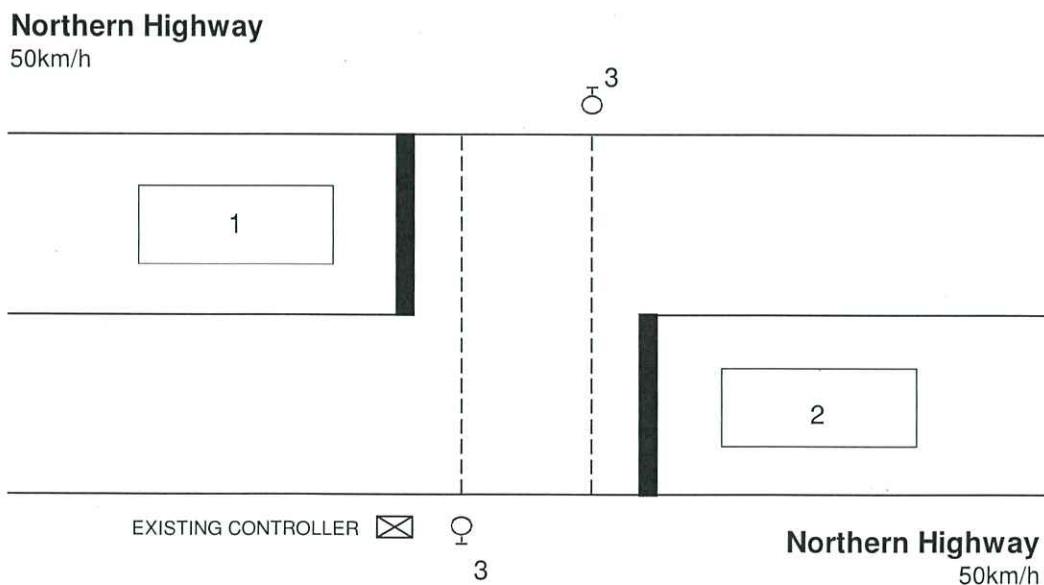 Northern Highway
50km/h
3
1
2
EXISTING CONTROLLER
3
Northern Highway
50km/h